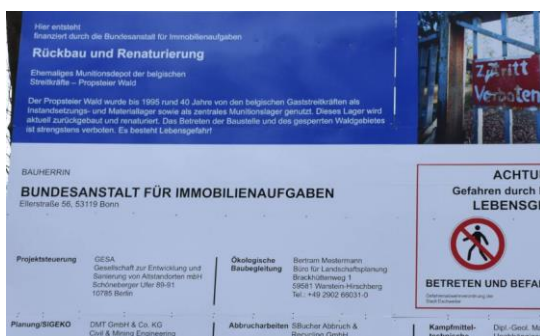 Hier entsteht
finanziert durch die Bundesanstalt für Immobilienaufgaben
Rückbau und Renaturierung
Ehemaliges Munitionsdepot der belgischen
Streitkräfte – Propsteier Wald
Der Propsteier Wald wurde bis 1995 rund 40 Jahre von den belgischen Gaststreitkräften als
Instandsetzungs- und Materiallager sowie als zentrales Munitionslager genutzt. Dieses Lager wird
aktuell zurückgebaut und renaturiert. Das Betreten der Baustelle und des gesperrten Waldgebietes
ist strengstens verboten. Es besteht Lebensgefahr!
Zutritt
Verboten
BAUHERRIN
BUNDESANSTALT FÜR IMMOBILIENAUFGABEN
Ellerstraße 56, 53119 Bonn
ACHTU
Gefahren durch
LEBENSG
BETRETEN UND BEFA
Projektsteuerung
GESA
Gesellschaft zur Entwicklung und
Sanierung von Altstandorten mbH
Schöneberger Ufer 89-91
10785 Berlin
Ökologische
Baubegleitung
Bertram Mestermann
Büro für Landschaftsplanung
Brackhüttenweg 1
59581 Warstein-Hirschberg
Tel.: +49 2902 66031-0
Planung/SIGEKO
DMT GmbH & Co. KG
Civil & Mining Engineering
Abbrucharbeiten
Abbruch &
Recycling GmbH
Kampfmittel-
technische
Dipl.-Geol.